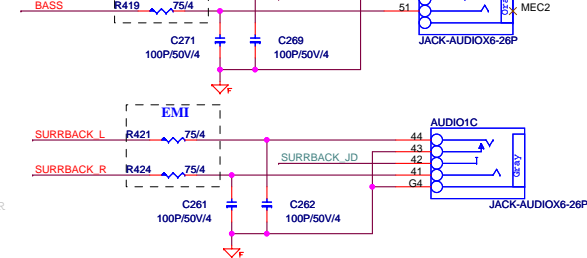 BASS
R419
75/4
51
MEC2
C271
C269
100P/50V/4
100P/50V/4
JACK-AUDIOX6-26P
F
EMI
AUDIO1C
SURRBACK_L
R421
75/4
44
43
SURRBACK_JD
42
Gray
SURRBACK_R
R424
75/4
41
G4
C261
C262
JACK-AUDIOX6-26P
100P/50V/4
100P/50V/4
F